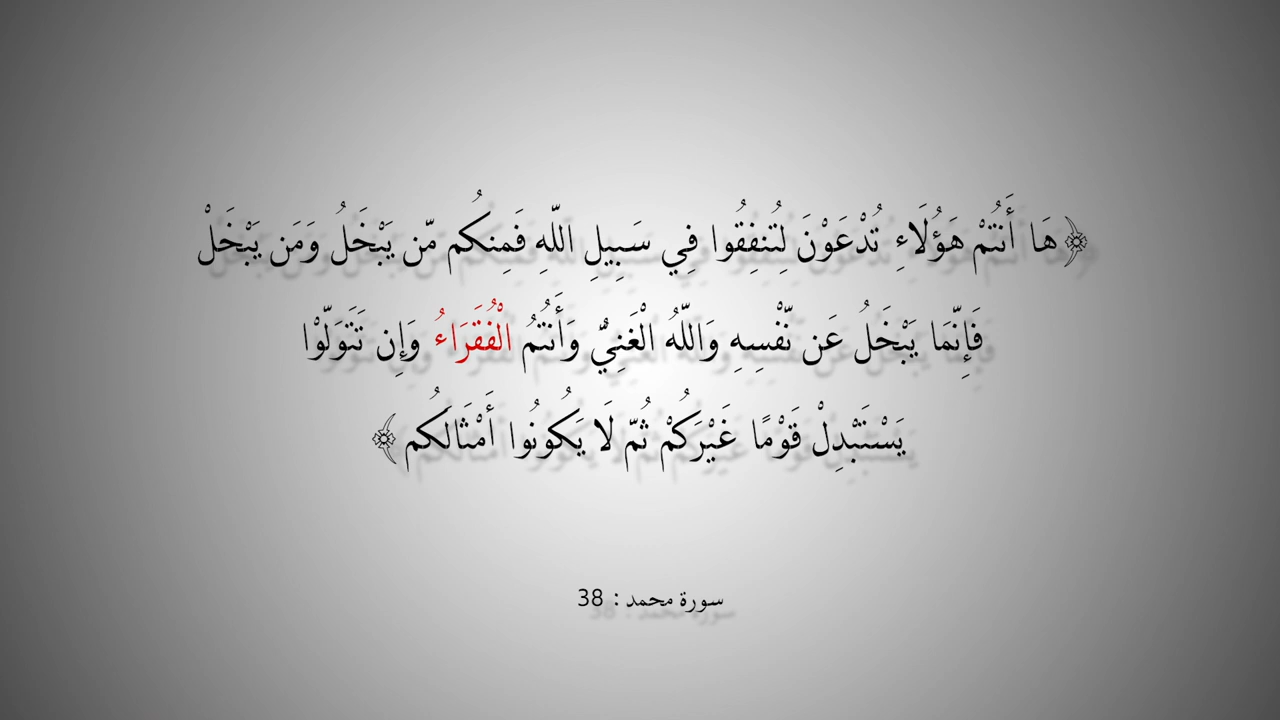 ﴿هَا أَنتُمْ هَؤُلَاءِ تُدْعَوْنَ لِتُنفِقُوا فِي سَبِيلِ اللَّهِ فَمِنكُم مَّن يَبْخَلُ وَمَن يَبْخَلْ
فَإِنَّمَا يَبْخَلُ عَن نَّفْسِهِ وَاللَّهُ الْغَنِيُّ وَأَنتُمُ الْفُقَرَاءُ وَإِن تَتَوَلَّوْا
يَسْتَبْدِلْ قَوْمًا غَيْرَكُمْ ثُمَّ لَا يَكُونُوا أَمْثَالَكُم﴾
سورة محمد : 38